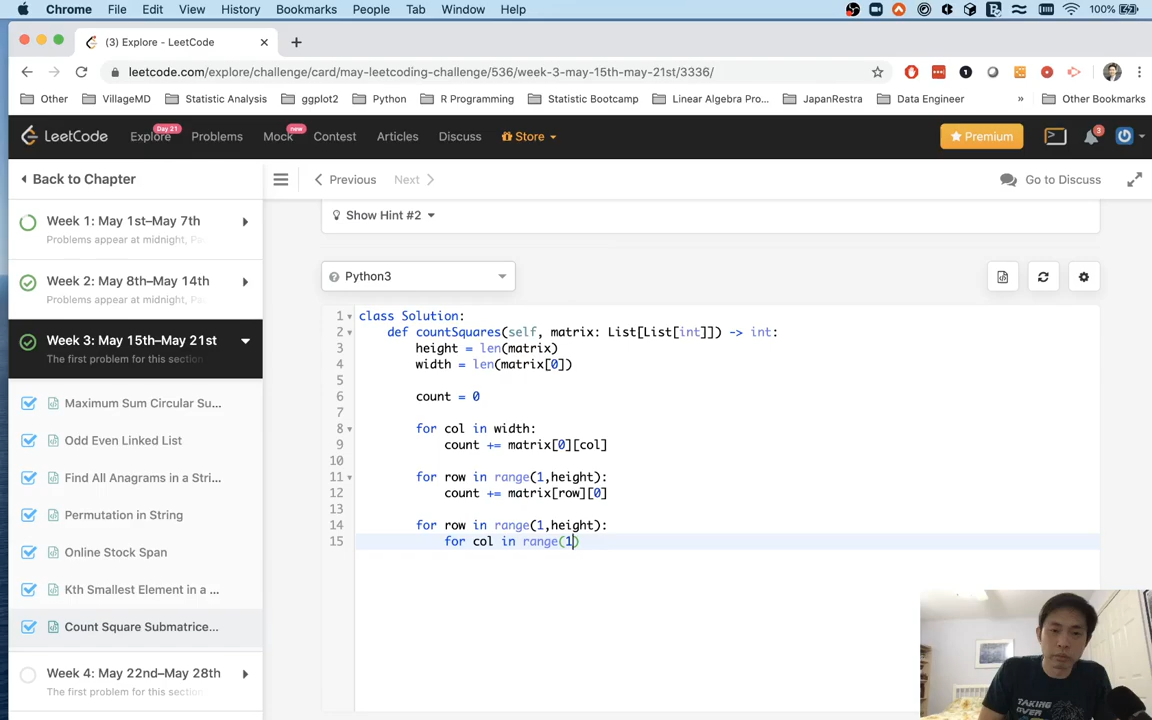 Chrome File Edit View History Bookmarks People Tab Window Help 100%
(3) Explore - LeetCode
leetcode.com/explore/challenge/card/may-leetcoding-challenge/536/week-3-may-15th-may-21st/3336/
Other VillageMD Statistic Analysis ggplot2 Python R Programming Statistic Bootcamp Linear Algebra Pro... JapanRestra Data Engineer » Other Bookmarks
LeetCode Explore Day 21 Problems Mock new Contest Articles Discuss Store Premium 3
Back to Chapter
Previous Next Go to Discuss
Week 1: May 1st–May 7th
Problems appear at midnight, Pa
Week 2: May 8th–May 14th
Problems appear at midnight, Pa
Week 3: May 15th–May 21st
The first problem for this section
Maximum Sum Circular Su...
Odd Even Linked List
Find All Anagrams in a Stri...
Permutation in String
Online Stock Span
Kth Smallest Element in a ...
Count Square Submatrice...
Week 4: May 22nd–May 28th
The first problem for this section
Show Hint #2
Python3
1 class Solution:
2 def countSquares(self, matrix: List[List[int]]) -> int:
3 height = len(matrix)
4 width = len(matrix[0])
5
6 count = 0
7
8 for col in width:
9 count += matrix[0][col]
10
11 for row in range(1,height):
12 count += matrix[row][0]
13
14 for row in range(1,height):
15 for col in range(1)
TAKING
OVER